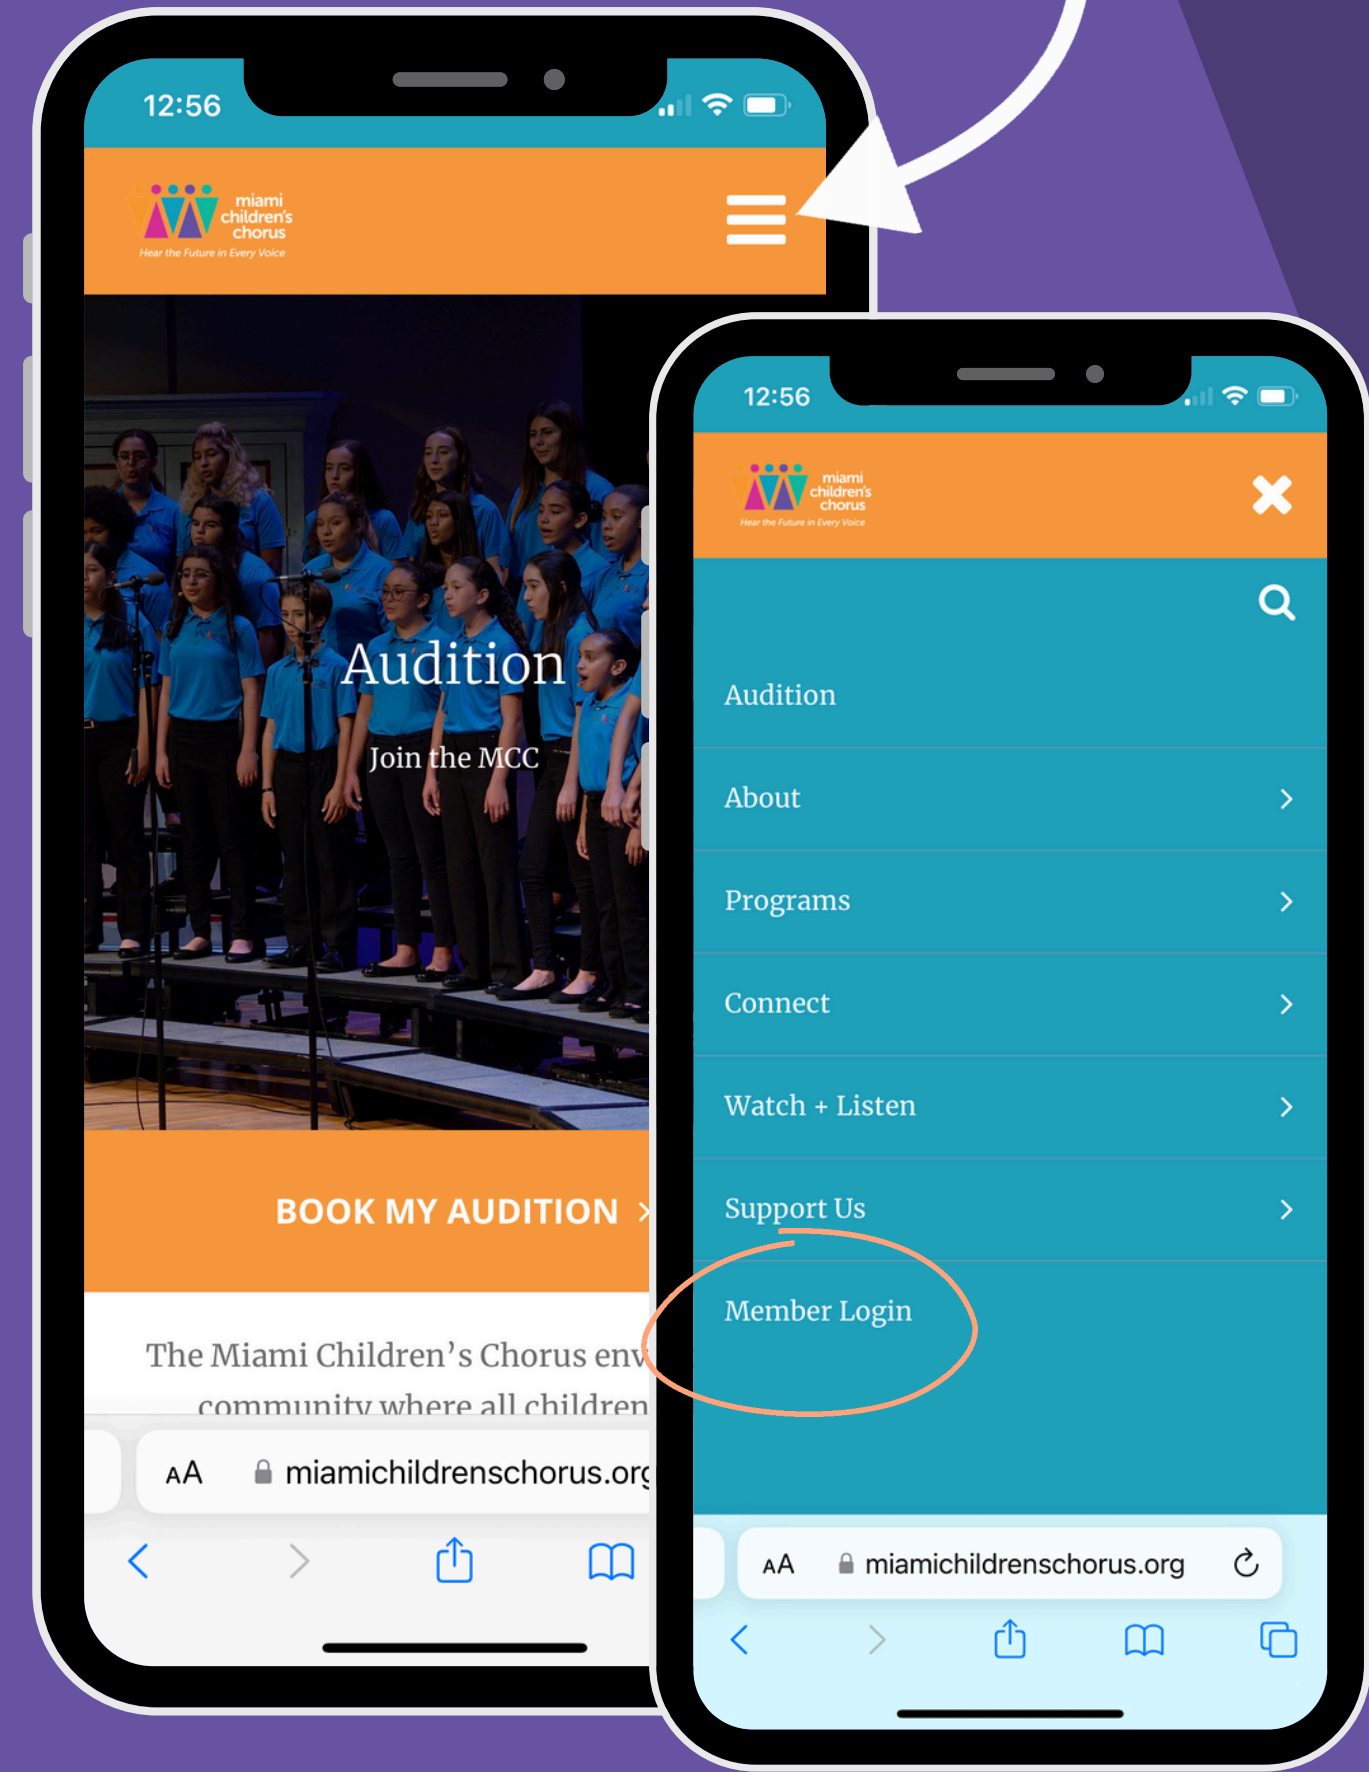 12:56
miami
children's
chorus
Hear the Future in Every Voice
Audition
Join the MCC
BOOK MY AUDITION
The Miami Children’s Chorus env
community where all children
AA
miamichildrenschorus.org
12:56
miami
children's
chorus
Hear the Future in Every Voice
Audition
About
Programs
Connect
Watch + Listen
Support Us
Member Login
AA
miamichildrenschorus.org